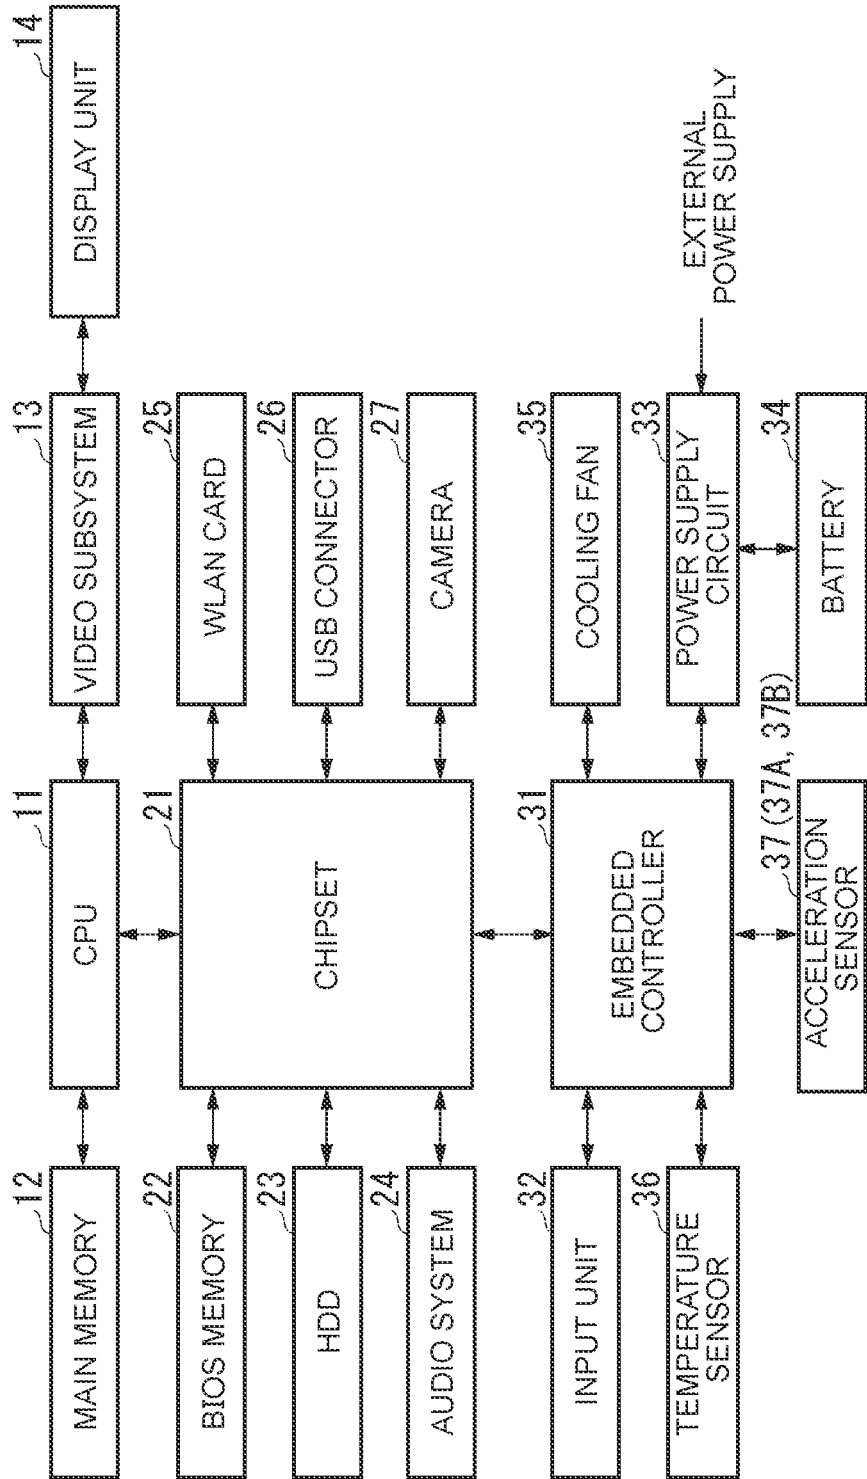 12
MAIN MEMORY
11
CPU
13
VIDEO SUBSYSTEM
14
DISPLAY UNIT
22
BIOS MEMORY
21
CHIPSET
25
WLAN CARD
23
HDD
26
USB CONNECTOR
24
AUDIO SYSTEM
27
CAMERA
32
INPUT UNIT
31
EMBEDDED
CONTROLLER
35
COOLING FAN
36
TEMPERATURE
SENSOR
33
POWER SUPPLY
CIRCUIT
EXTERNAL
POWER SUPPLY
37 (37A, 37B)
ACCELERATION
SENSOR
34
BATTERY